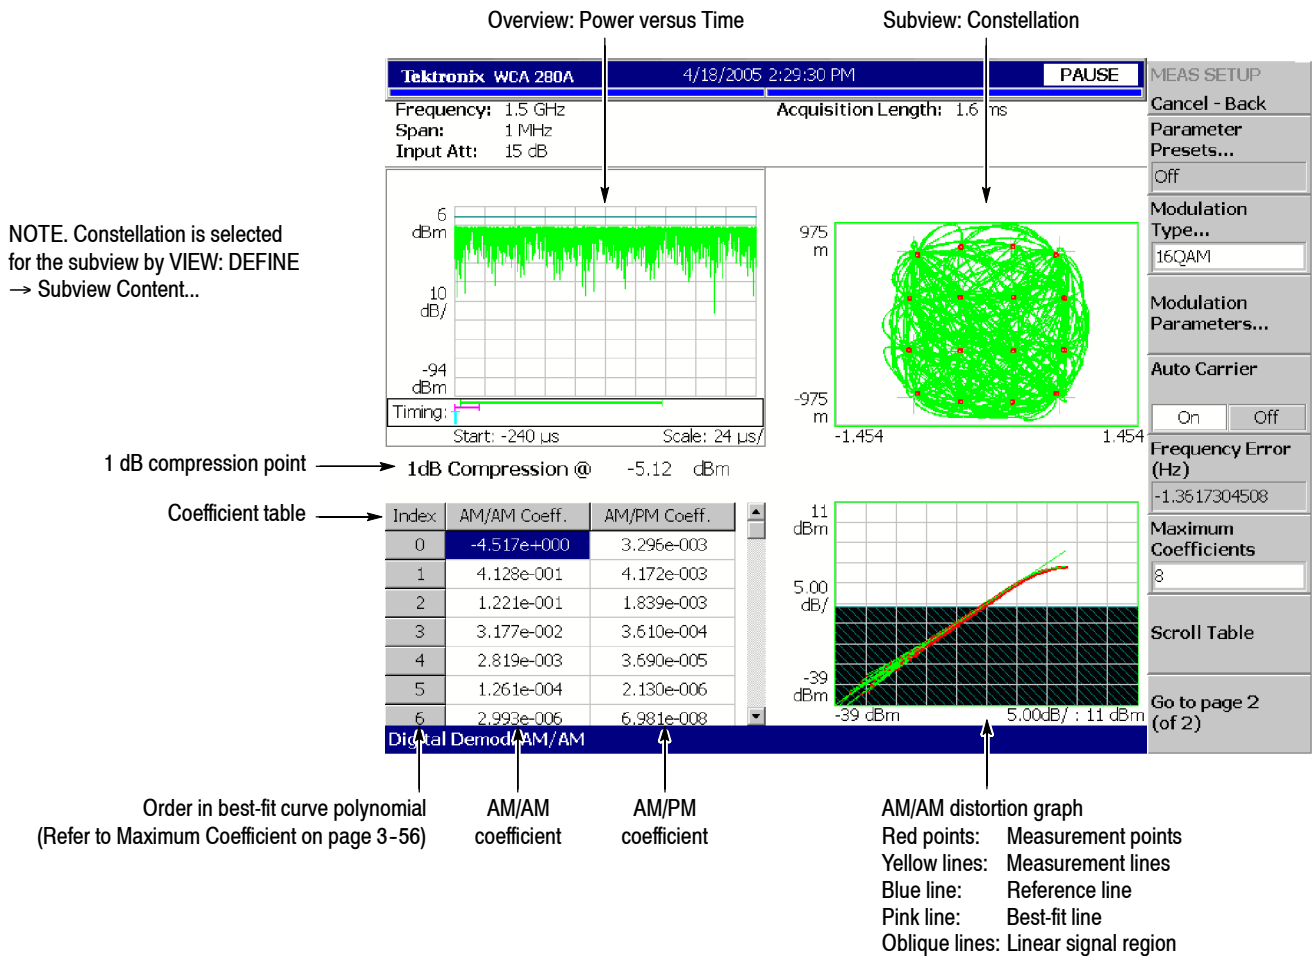 Overview: Power versus Time
Subview: Constellation
Tektronix WCA 280A
4/18/2005 2:29:30 PM
PAUSE
MEAS SETUP
Cancel - Back
Frequency: 1.5 GHz
Acquisition Length: 1.6 ms
Span: 1 MHz
Input Att: 15 dB
Parameter
Presets...
Off
Modulation
Type...
16QAM
Modulation
Parameters...
Auto Carrier
On Off
Frequency Error
(Hz)
-1.3617304508
Maximum
Coefficients
8
Scroll Table
Go to page 2
(of 2)
NOTE. Constellation is selected
for the subview by VIEW: DEFINE
→ Subview Content...
6
dBm
10
dB/
-94
dBm
Timing:
Start: -240 µs
Scale: 24 µs/
975
m
-975
m
-1.454
1.454
1 dB compression point
1dB Compression @ -5.12 dBm
Coefficient table
Index AM/AM Coeff. AM/PM Coeff.
0 -4.517e+000 3.296e-003
1 4.128e-001 4.172e-003
2 1.221e-001 1.839e-003
3 3.177e-002 3.610e-004
4 2.819e-003 3.690e-005
5 1.261e-004 2.130e-006
6 2.993e-006 6.981e-008
11
dBm
5.00
dB/
-39
dBm
-39 dBm
5.00dB/ : 11 dBm
Digital Demod: AM/AM
Order in best-fit curve polynomial
(Refer to Maximum Coefficient on page 3-56)
AM/AM
coefficient
AM/PM
coefficient
AM/AM distortion graph
Red points: Measurement points
Yellow lines: Measurement lines
Blue line: Reference line
Pink line: Best-fit line
Oblique lines: Linear signal region